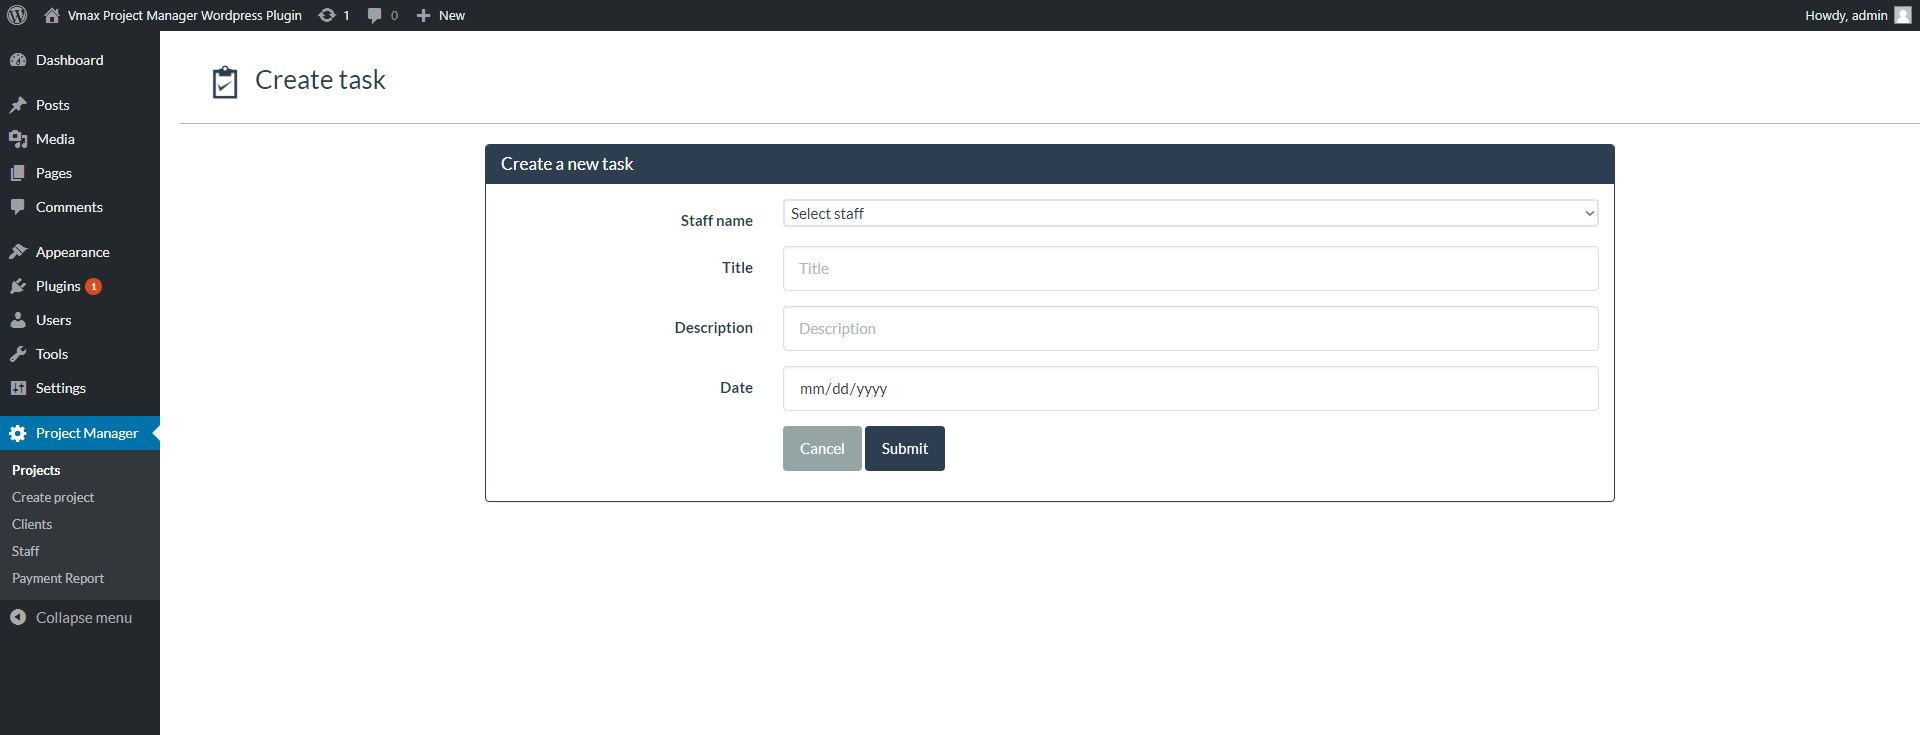 Vmax Project Manager Wordpress Plugin 1 0 New Howdy, admin
Dashboard
Posts
Media
Pages
Comments
Appearance
Plugins 1
Users
Tools
Settings
Project Manager
Projects
Create project
Clients
Staff
Payment Report
Collapse menu
Create task
Create a new task
Staff name Select staff
Title Title
Description Description
Date mm/dd/yyyy
Cancel Submit